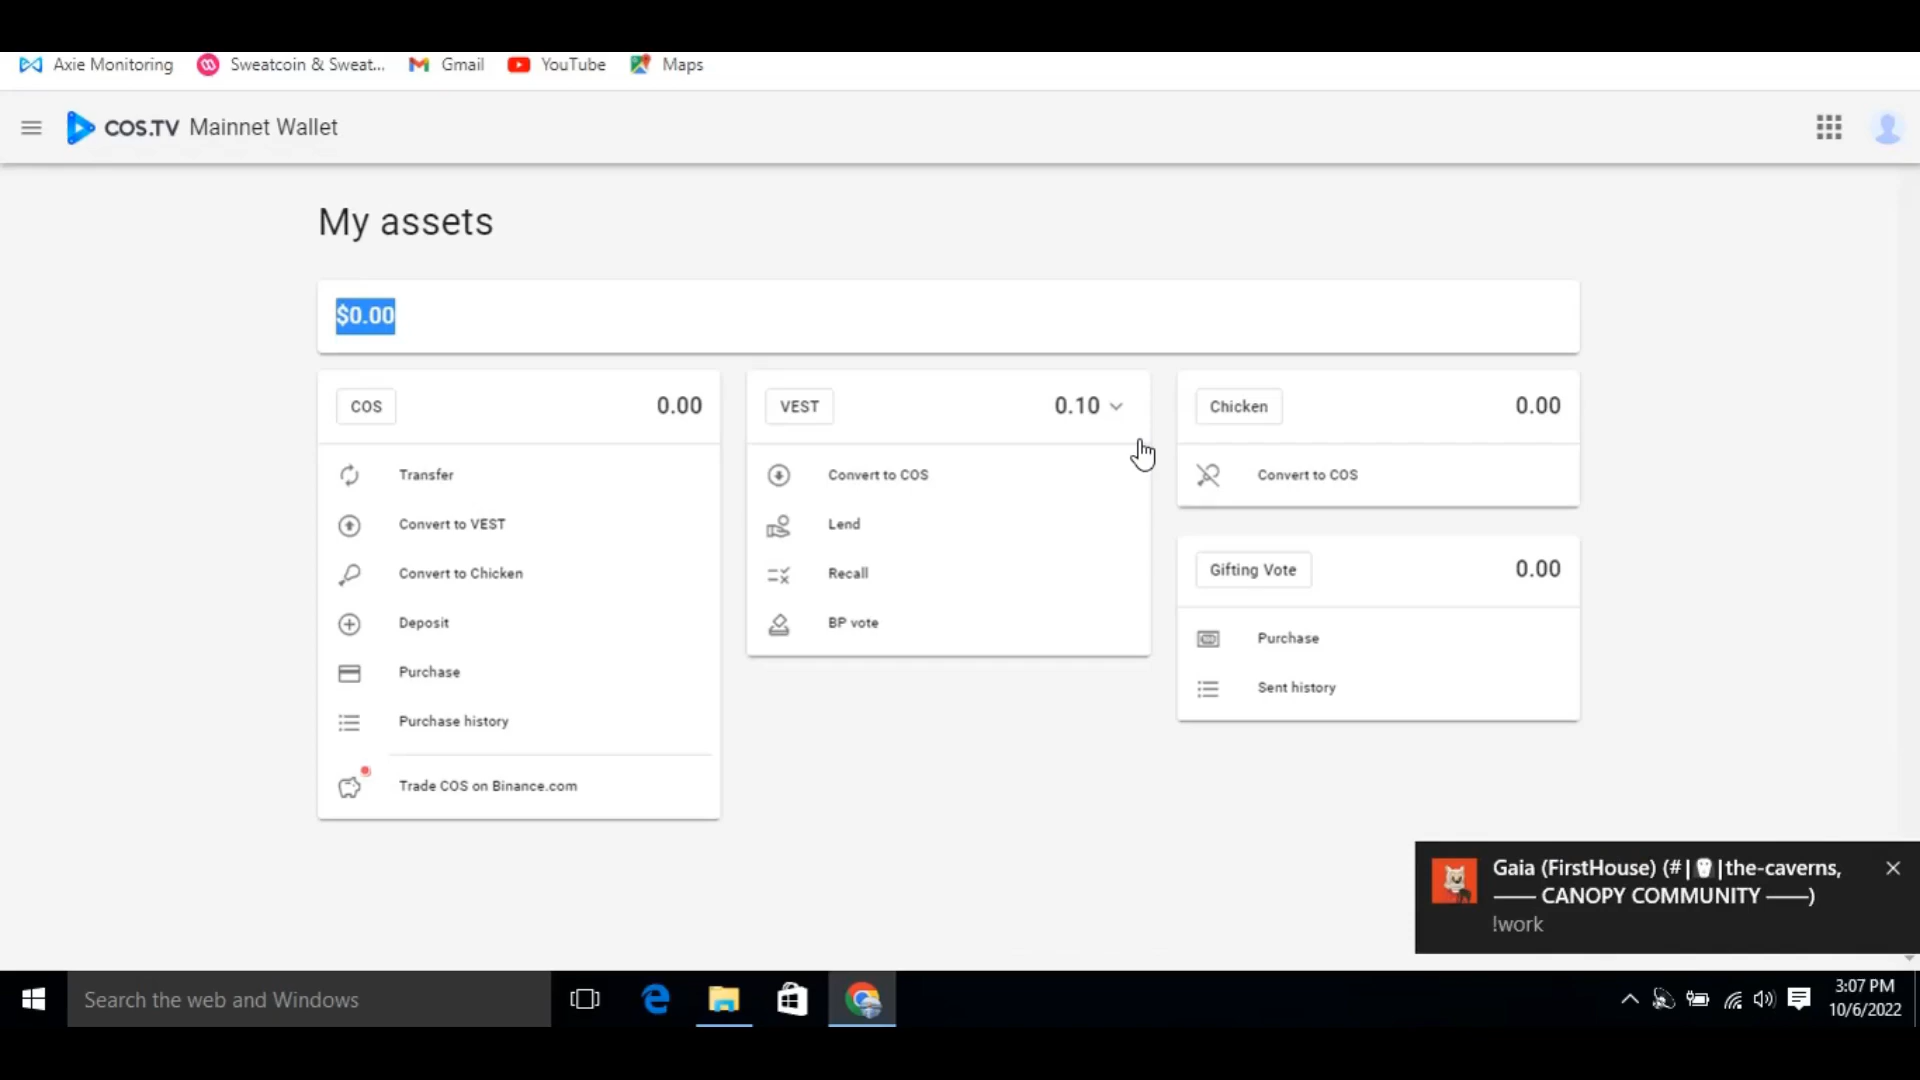 Axie Monitoring
Sweatcoin & Sweat...
Gmail
YouTube
Maps
COS.TV Mainnet Wallet
My assets
$0.00
COS 0.00
Transfer
Convert to VEST
Convert to Chicken
Deposit
Purchase
Purchase history
Trade COS on Binance.com
VEST 0.10
Convert to COS
Lend
Recall
BP vote
Chicken 0.00
Convert to COS
Gifting Vote 0.00
Purchase
Sent history
Gaia (FirstHouse) (#|🦷|the-caverns,
—— CANOPY COMMUNITY ——)
!work
Search the web and Windows
3:07 PM
10/6/2022